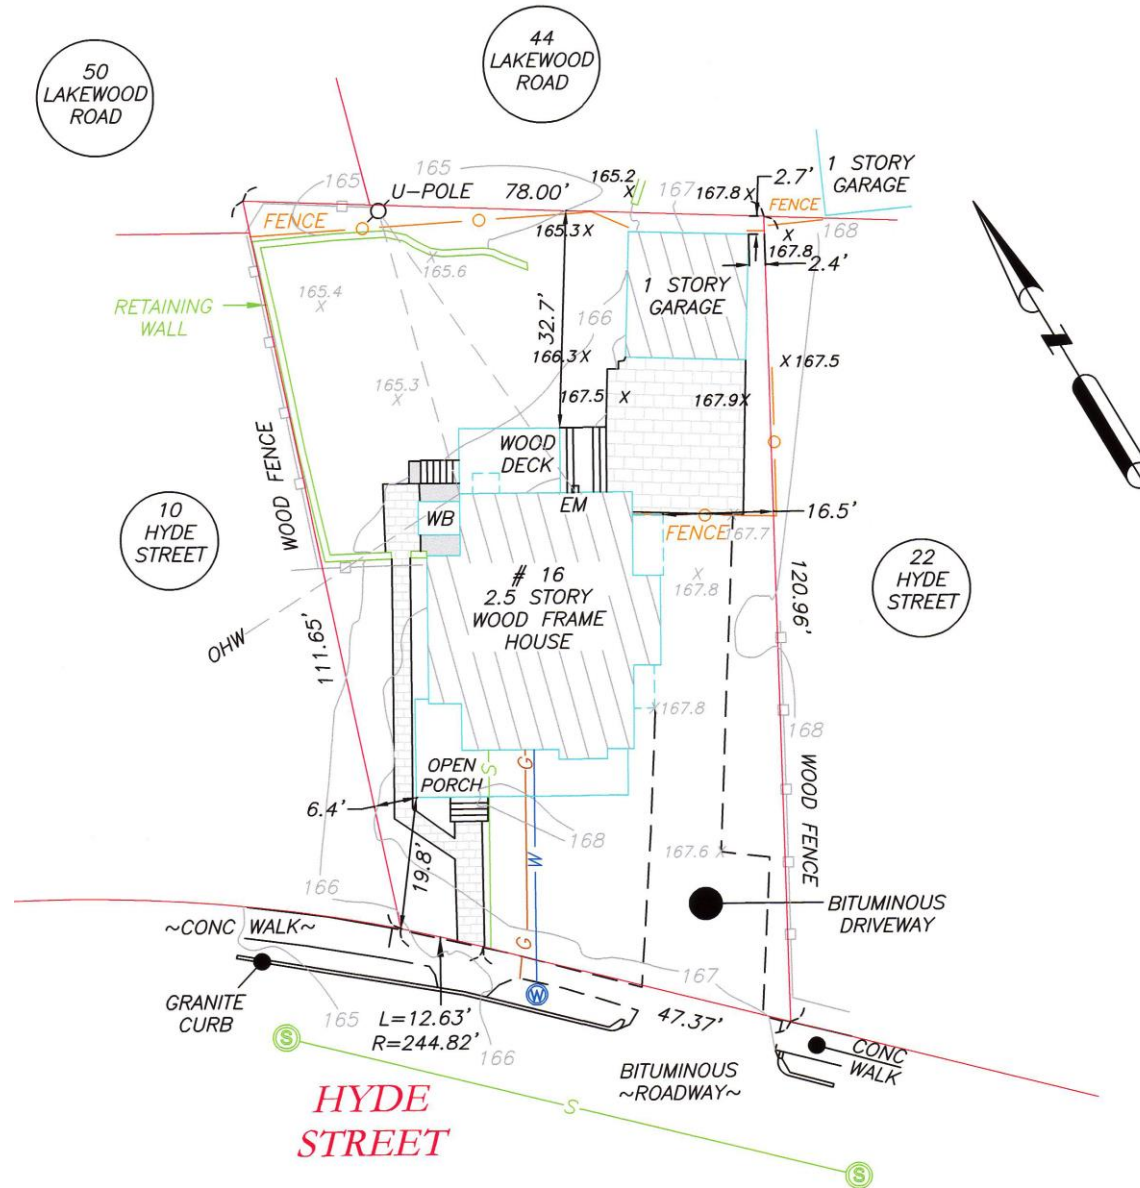 50
LAKEWOOD
ROAD
44
LAKEWOOD
ROAD
165
165
U-POLE
78.00'
165.2
X
167
167.8 X
2.7'
1 STORY
GARAGE
FENCE
FENCE
165.3 X
X
167.8
168
2.4'
X
165.6
165.4
X
1 STORY
GARAGE
RETAINING
WALL
32.7'
166
166.3 X
X 167.5
165.3
X
167.5 X
167.9 X
WOOD FENCE
WOOD
DECK
10
HYDE
STREET
WB
EM
16.5'
FENCE
167.7
X
167.8
# 16
2.5 STORY
WOOD FRAME
HOUSE
120.96'
22
HYDE
STREET
OHW
111.65'
X 167.8
168
OPEN
PORCH
S
G
W
WOOD FENCE
6.4'
19.8'
168
167.6 X
166
~CONC WALK~
BITUMINOUS
DRIVEWAY
G
W
167
GRANITE
CURB
165
L=12.63'
R=244.82'
166
47.37'
S
BITUMINOUS
~ROADWAY~
CONC
WALK
HYDE
STREET
S
S
N